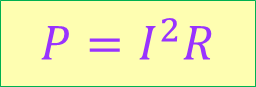 P = I²R